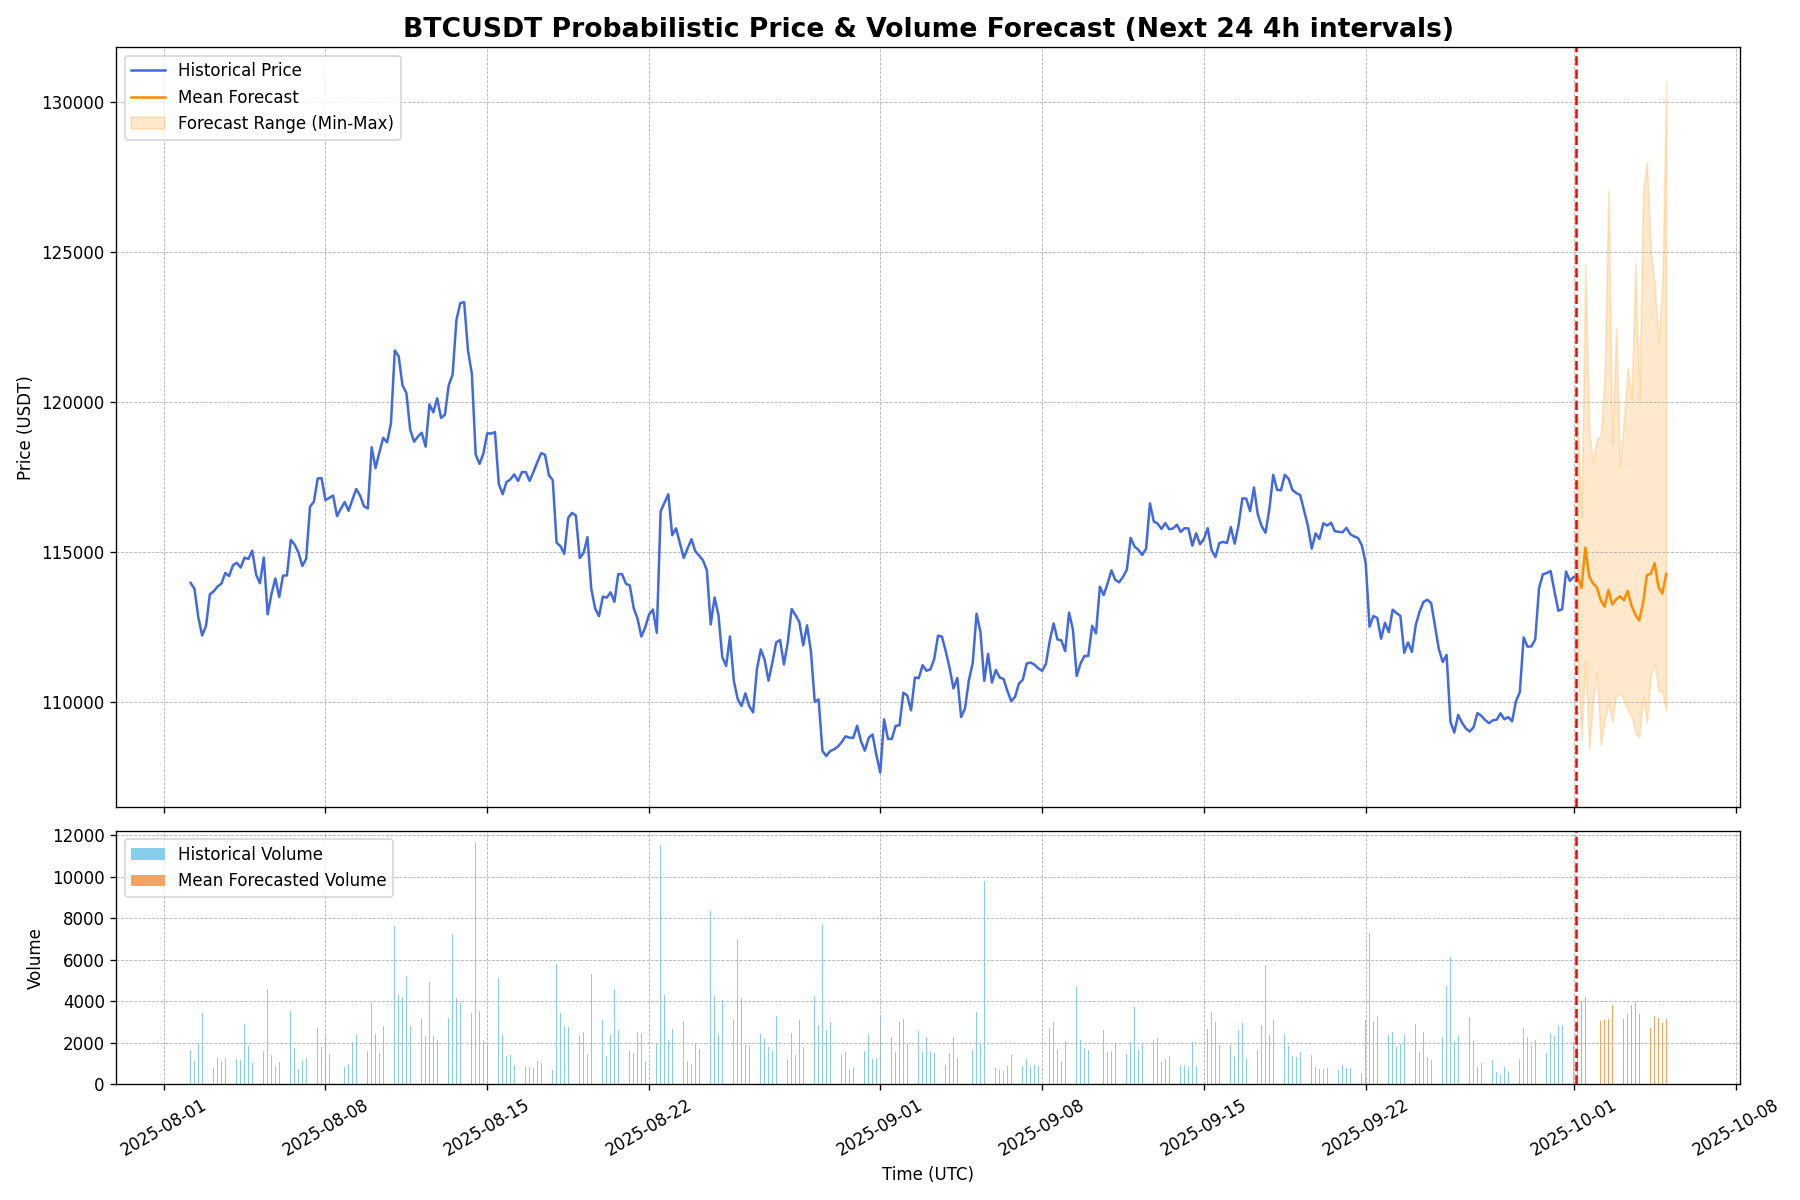 BTCUSDT Probabilistic Price & Volume Forecast (Next 24 4h intervals)
Historical Price
Mean Forecast
Forecast Range (Min-Max)
130000
125000
120000
115000
110000
Price (USDT)
Historical Volume
Mean Forecasted Volume
12000
10000
8000
6000
4000
2000
0
Volume
2025-08-01
2025-08-08
2025-08-15
2025-08-22
2025-09-01
2025-09-08
2025-09-15
2025-09-22
2025-10-01
2025-10-08
Time (UTC)